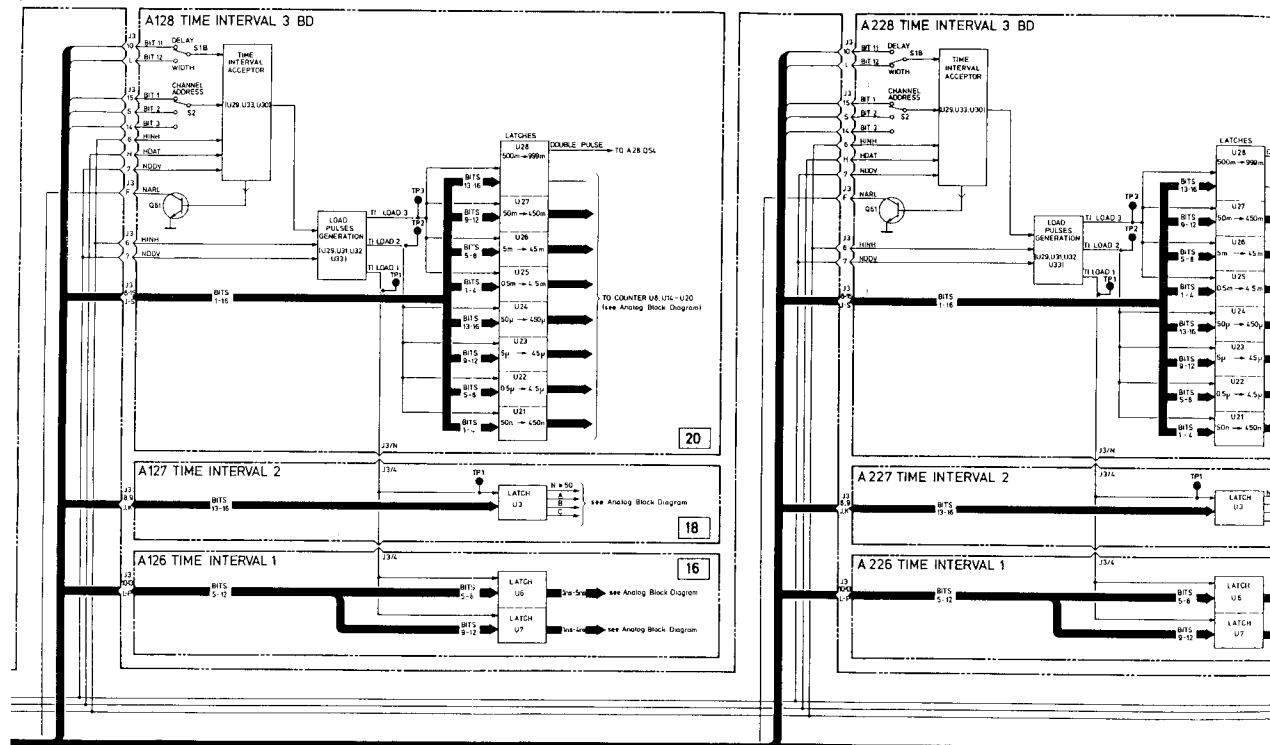 A128 TIME INTERVAL 3 BD
J3
10 BIT 11 DELAY
S1B
L BIT 12
WIDTH
CHANNEL
ADDRESS
J3
15 BIT 1
S BIT 2
S2
14 BIT 3
6 HINH
H HDAT
7 NDDV
J3
F NARL
Q61
TIME
INTERVAL
ACCEPTOR
(U29,U33,U30)
J3
6 HINH
7 NDDV
LOAD
PULSES
GENERATION
(U29,U31,U32
U33)
TI LOAD 3
TP3
TP2
TI LOAD 2
TI LOAD 1
TP1
J3
BITS
1-16
LATCHES
U28
500m → 999m
DOUBLE PULSE
TO A28 Q54
BITS
13-16
U27
50m → 450m
BITS
9-12
U26
5m → 45m
BITS
5-8
U25
0.5m → 4.5m
BITS
1-4
U24
50µ → 450µ
BITS
13-16
U23
5µ → 45µ
BITS
9-12
U22
0.5µ → 4.5µ
BITS
5-8
U21
50n → 450n
BITS
1-4
TO COUNTER U8,U14-U20
(see Analog Block Diagram)
20
J3/N
A127 TIME INTERVAL 2
J3/4
TP1
J3
8,9
J,K
BITS
13-16
LATCH
U3
A
B
C
see Analog Block Diagram
18
A126 TIME INTERVAL 1
J3/4
16
J3
BITS
5-12
BITS
5-8
LATCH
U6
see Analog Block Diagram
BITS
9-12
LATCH
U7
see Analog Block Diagram
A228 TIME INTERVAL 3 BD
J3
10 BIT 11 DELAY
S1B
L BIT 12
WIDTH
CHANNEL
ADDRESS
J3
15 BIT 1
S BIT 2
S2
14
6 HINH
H HDAT
7 NDDV
J3
F NARL
Q61
TIME
INTERVAL
ACCEPTOR
(U29,U33,U30)
J3
6 HINH
7 NDDV
LOAD
PULSES
GENERATION
(U29,U31,U32
U33)
TI LOAD 3
TP3
TP2
TI LOAD 2
TI LOAD 1
TP1
J3
BITS
1-16
LATCHES
U28
500m → 999m
BITS
13-16
U27
50m → 450m
BITS
9-12
U26
5m → 45m
BITS
5-8
U25
0.5m → 4.5m
BITS
1-4
U24
50µ → 450µ
BITS
13-16
U23
5µ → 45µ
BITS
9-12
U22
0.5µ → 4.5µ
BITS
5-8
U21
50n → 450n
BITS
1-4
J3/N
A227 TIME INTERVAL 2
J3/4
TP1
J3
8,9
J,K
BITS
13-16
LATCH
U3
A226 TIME INTERVAL 1
J3/4
J3
BITS
5-12
BITS
5-8
LATCH
U6
BITS
9-12
LATCH
U7